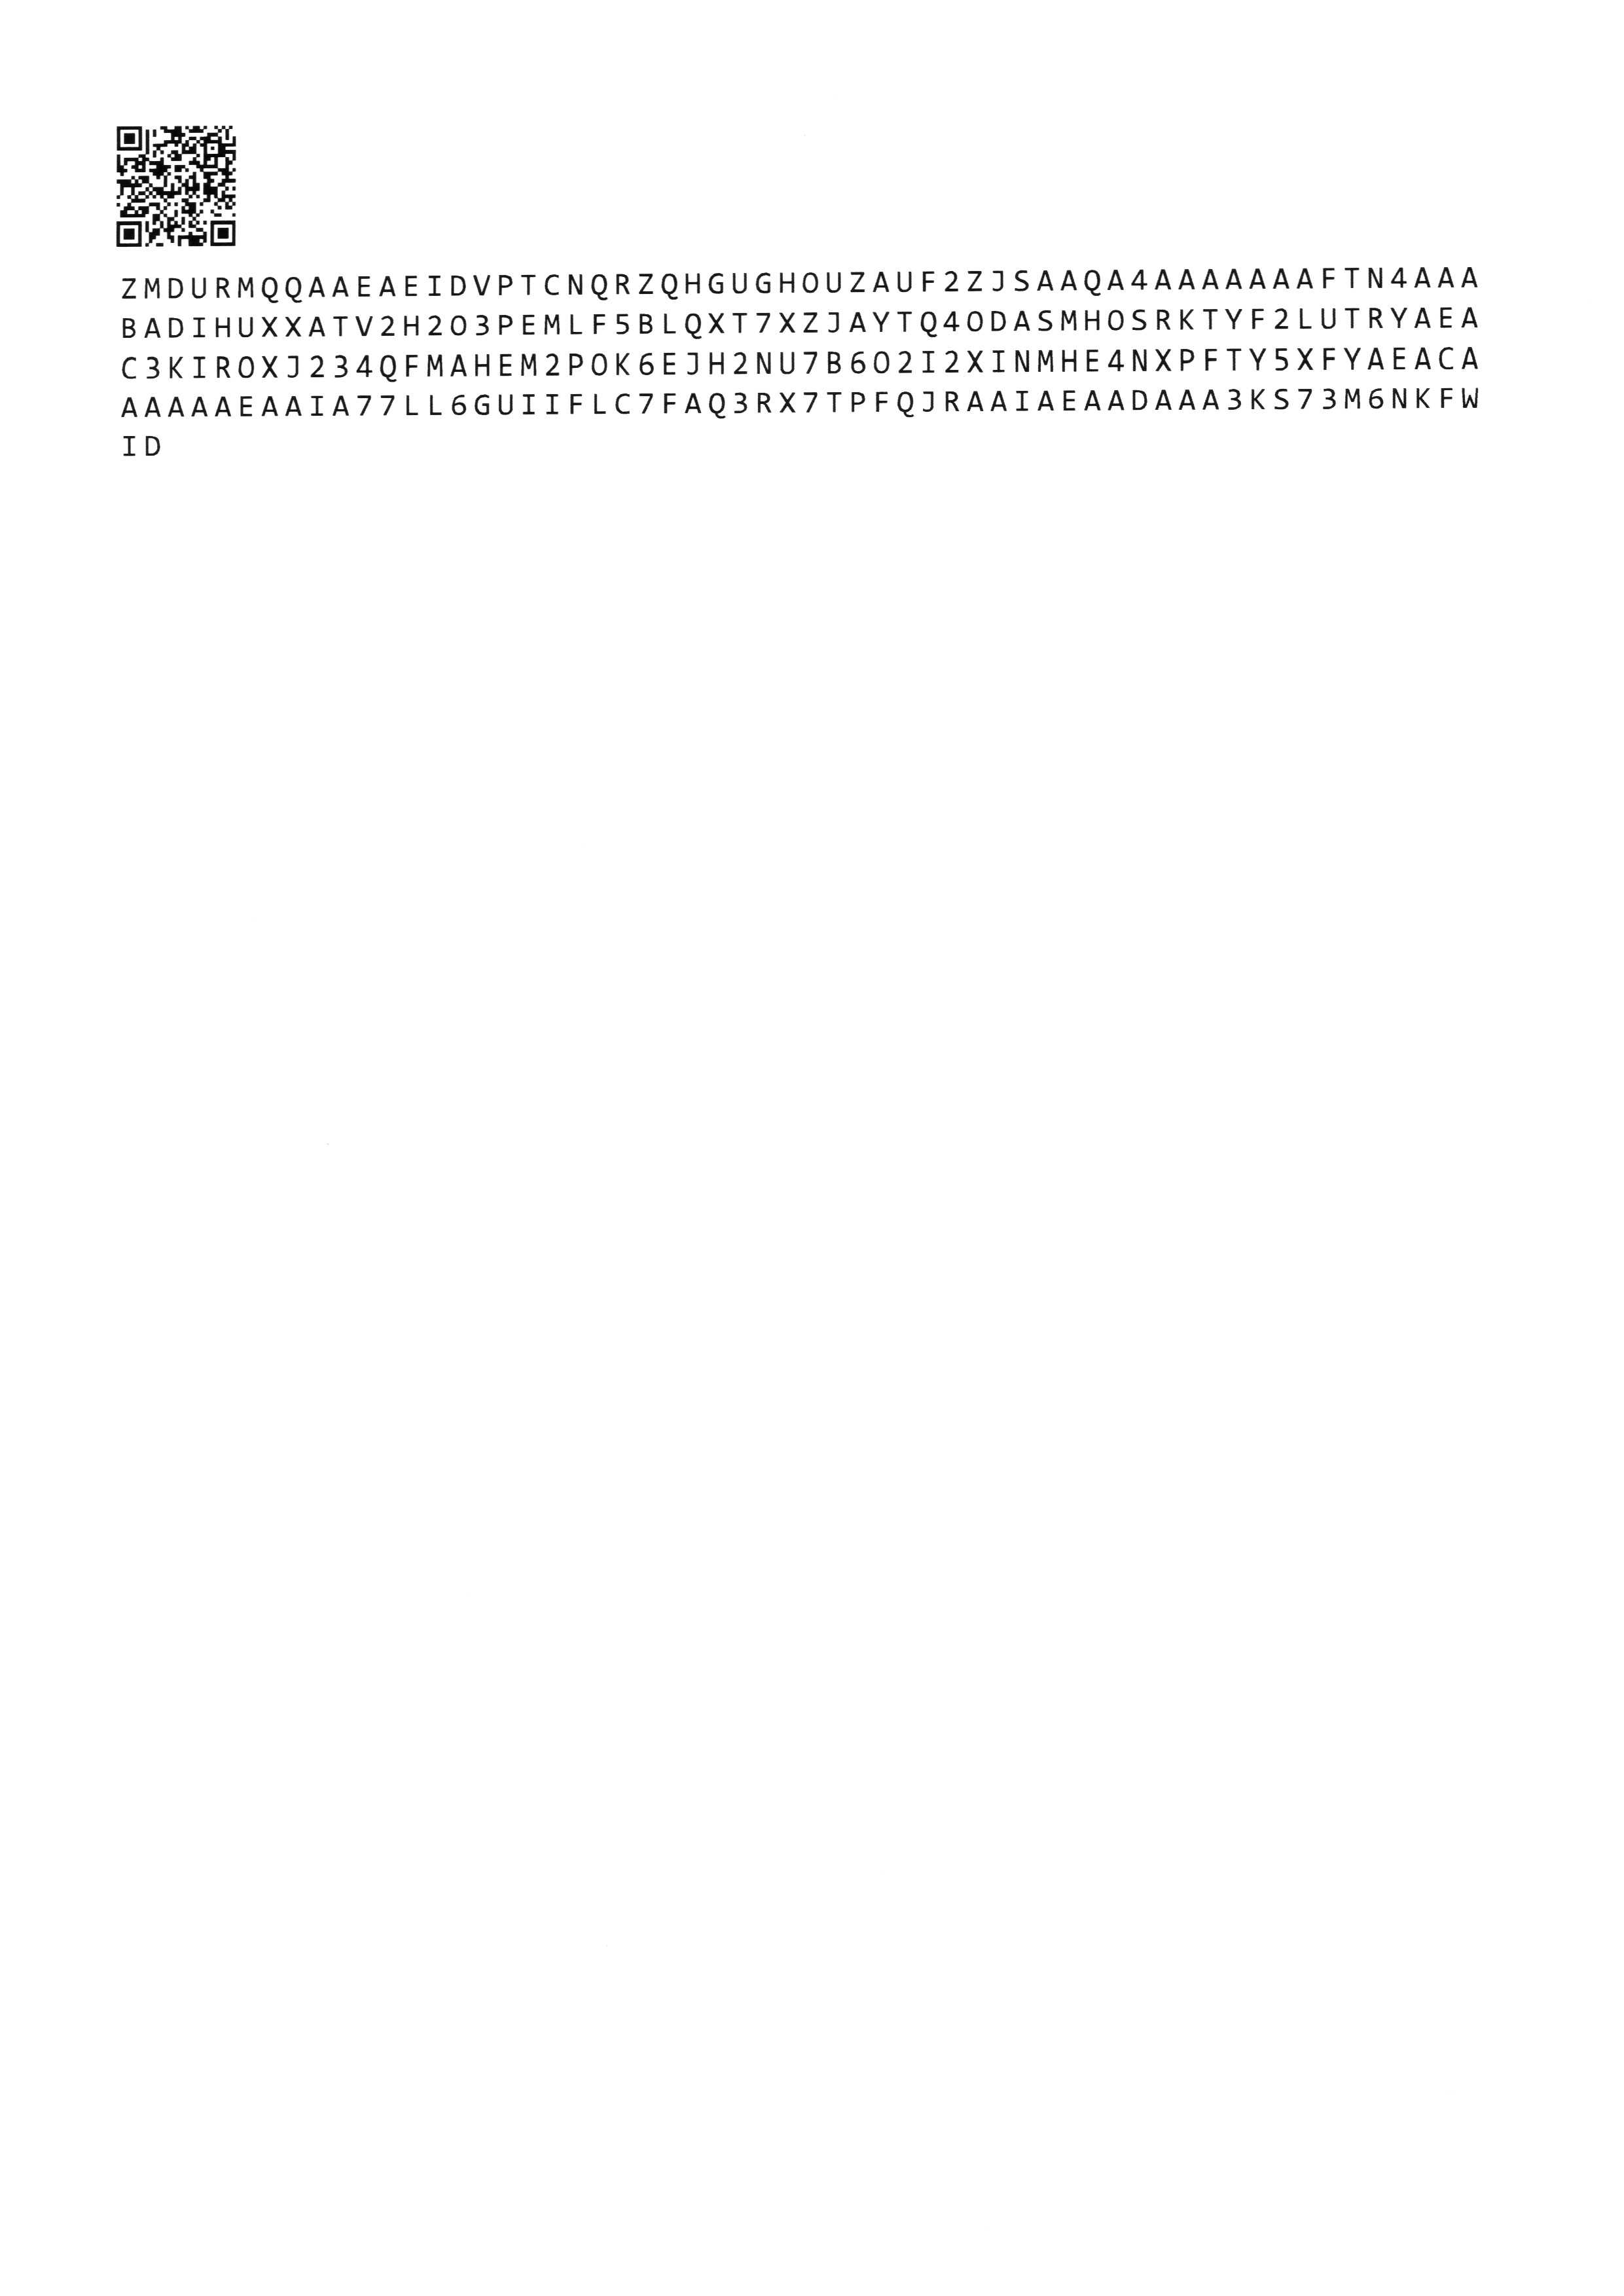 ZMDURMQQAAEAEIDVPTCNQRZQHGUGHOUZAUF2ZJSAAQA4AAAAAAAFTN4AAA
BADIHUXXATV2H2O3PEMLF5BLQXT7XZJAYTQ4ODASMHOSRKTYF2LUTRYAEA
C3KIROXJ234QFMAHEM2POK6EJH2NU7B6O2I2XINMHE4NXPFTY5XFYAEACA
AAAAAEAAIA77LL6GUIIFLC7FAQ3RX7TPFQJRAAIAEAADAAA3KS73M6NKFW
ID